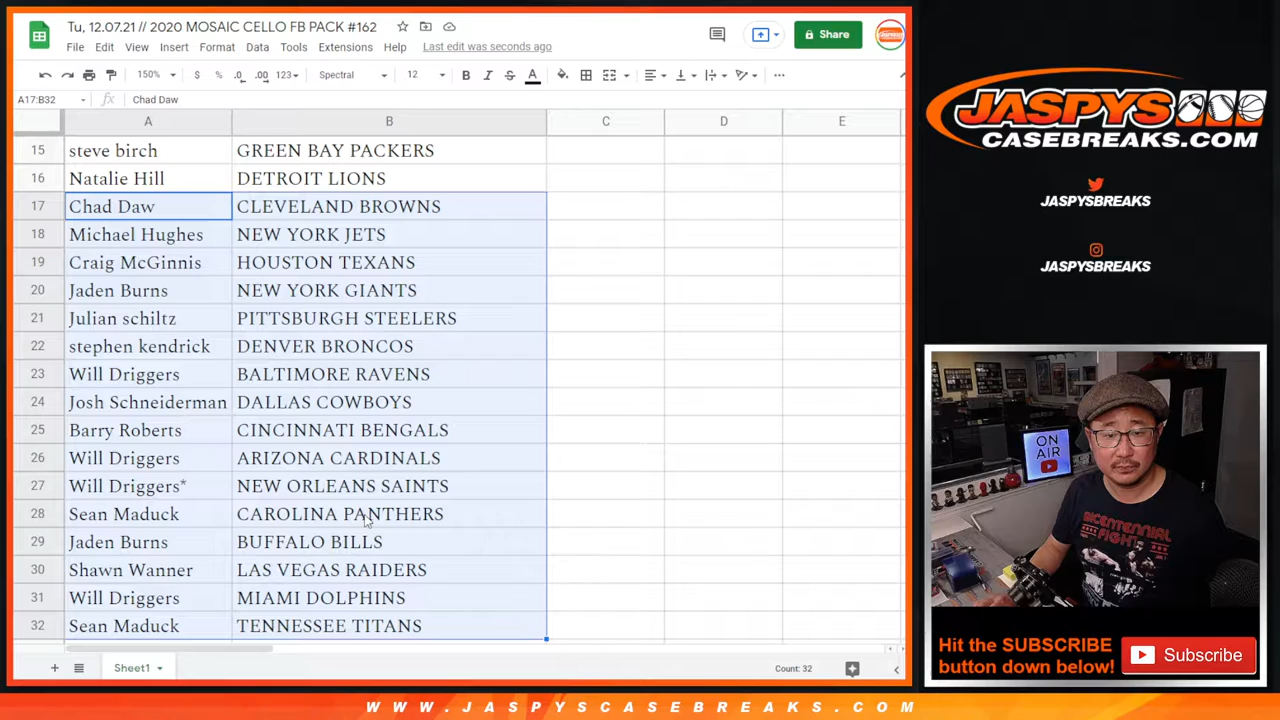 Tu, 12.07.21 // 2020 MOSAIC CELLO FB PACK #162
File Edit View Insert Format Data Tools Extensions Help Last edit was seconds ago
Share
150% $ % .0 .00 123 Spectral 12 B I S A
A17:B32 fx Chad Daw
A B C D E
15 steve birch GREEN BAY PACKERS
16 Natalie Hill DETROIT LIONS
17 Chad Daw CLEVELAND BROWNS
18 Michael Hughes NEW YORK JETS
19 Craig McGinnis HOUSTON TEXANS
20 Jaden Burns NEW YORK GIANTS
21 Julian schiltz PITTSBURGH STEELERS
22 stephen kendrick DENVER BRONCOS
23 Will Driggers BALTIMORE RAVENS
24 Josh Schneiderman DALLAS COWBOYS
25 Barry Roberts CINCINNATI BENGALS
26 Will Driggers ARIZONA CARDINALS
27 Will Driggers* NEW ORLEANS SAINTS
28 Sean Maduck CAROLINA PANTHERS
29 Jaden Burns BUFFALO BILLS
30 Shawn Wanner LAS VEGAS RAIDERS
31 Will Driggers MIAMI DOLPHINS
32 Sean Maduck TENNESSEE TITANS
Sheet1 Count: 32
JASPYS
CASEBREAKS.COM
JASPYSBREAKS
JASPYSBREAKS
ON
AIR
BICENTENNIAL
FIGHT
Hit the SUBSCRIBE
button down below!
Subscribe
WWW.JASPYSCASEBREAKS.COM